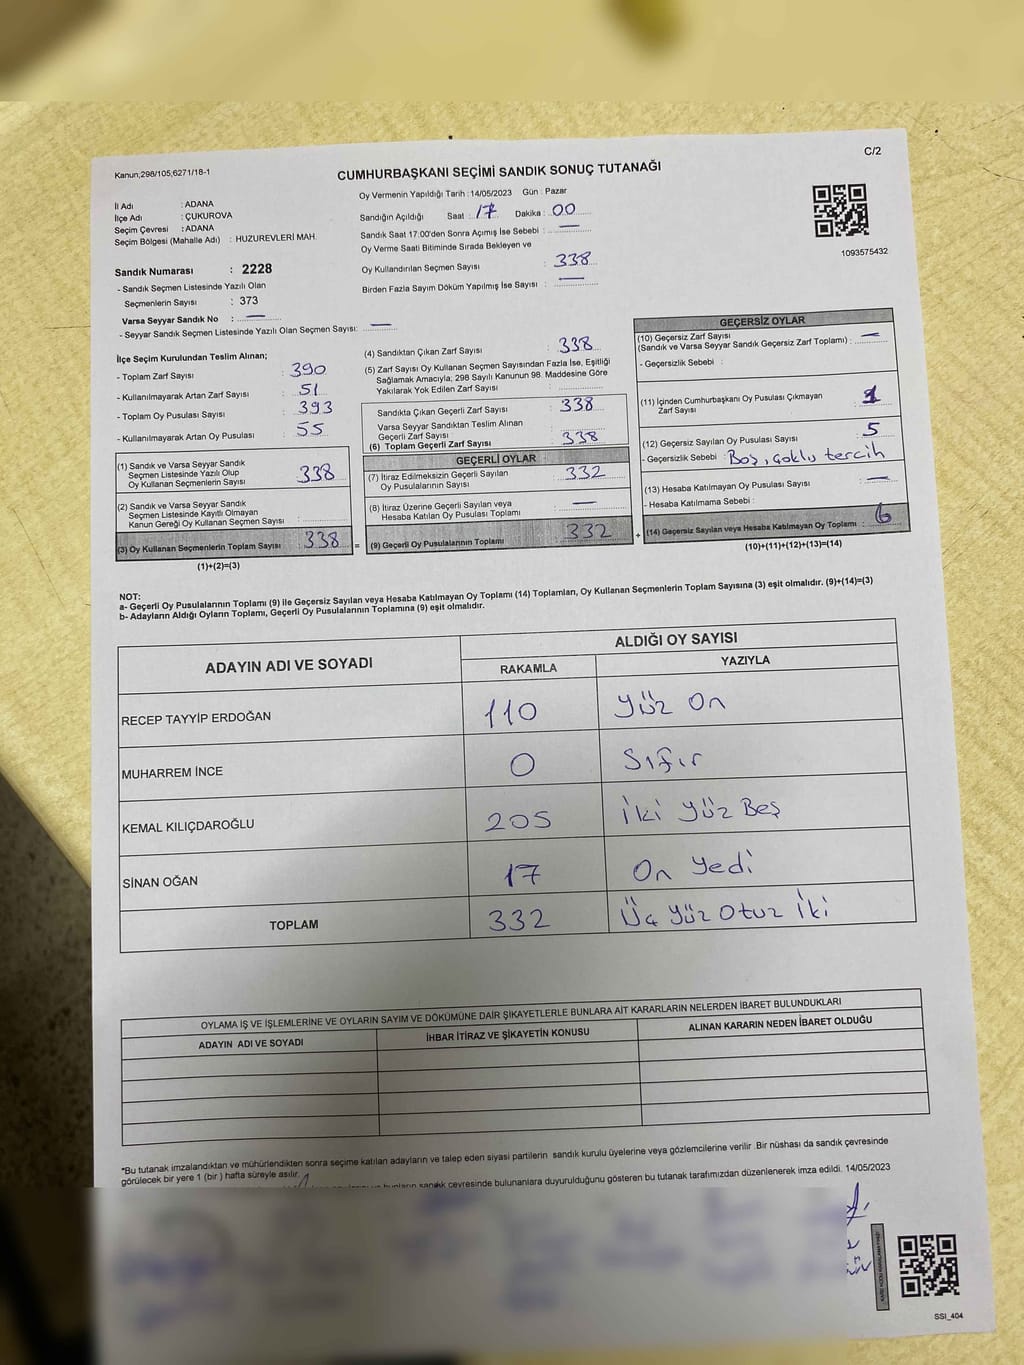 Kanun;298/105,6271/18-1
C/2
CUMHURBAŞKANI SEÇİMİ SANDIK SONUÇ TUTANAĞI
İl Adı : ADANA
İlçe Adı : ÇUKUROVA
Seçim Çevresi : ADANA
Seçim Bölgesi (Mahalle Adı) : HUZUREVLERİ MAH.
Oy Vermenin Yapıldığı Tarih : 14/05/2023 Gün : Pazar
Sandığın Açıldığı Saat : 17 Dakika : 00
Sandık Saat 17:00'den Sonra Açımış İse Sebebi : —
Oy Verme Saati Bitiminde Sırada Bekleyen ve
Oy Kullandırılan Seçmen Sayısı : 338
Birden Fazla Sayım Döküm Yapılmış İse Sayısı : —
1093575432
Sandık Numarası : 2228
- Sandık Seçmen Listesinde Yazılı Olan
Seçmenlerin Sayısı : 373
Varsa Seyyar Sandık No : —
- Seyyar Sandık Seçmen Listesinde Yazılı Olan Seçmen Sayısı: —
İlçe Seçim Kurulundan Teslim Alınan;
- Toplam Zarf Sayısı : 390
- Kullanılmayarak Artan Zarf Sayısı : 51
- Toplam Oy Pusulası Sayısı : 393
- Kullanılmayarak Artan Oy Pusulası : 55
(1) Sandık ve Varsa Seyyar Sandık
Seçmen Listesinde Yazılı Olup
Oy Kullanan Seçmenlerin Sayısı : 338
(2) Sandık ve Varsa Seyyar Sandık
Seçmen Listesinde Kayıtlı Olmayan
Kanun Gereği Oy Kullanan Seçmen Sayısı :
(3) Oy Kullanan Seçmenlerin Toplam Sayısı : 338 =
(1)+(2)=(3)
(4) Sandıktan Çıkan Zarf Sayısı : 338
(5) Zarf Sayısı Oy Kullanan Seçmen Sayısından Fazla İse, Eşitliği
Sağlamak Amacıyla; 298 Sayılı Kanunun 98. Maddesine Göre
Yakılarak Yok Edilen Zarf Sayısı :
Sandıkta Çıkan Geçerli Zarf Sayısı : 338
Varsa Seyyar Sandıktan Teslim Alınan
Geçerli Zarf Sayısı :
(6) Toplam Geçerli Zarf Sayısı : 338
GEÇERLİ OYLAR
(7) İtiraz Edilmeksizin Geçerli Sayılan
Oy Pusulalarının Sayısı : 332
(8) İtiraz Üzerine Geçerli Sayılan veya
Hesaba Katılan Oy Pusulası Toplamı : —
(9) Geçerli Oy Pusulalarının Toplamı : 332 +
GEÇERSİZ OYLAR
(10) Geçersiz Zarf Sayısı
(Sandık ve Varsa Seyyar Sandık Geçersiz Zarf Toplamı) : —
- Geçersizlik Sebebi :
(11) İçinden Cumhurbaşkanı Oy Pusulası Çıkmayan
Zarf Sayısı : 1
(12) Geçersiz Sayılan Oy Pusulası Sayısı : 5
- Geçersizlik Sebebi : Boş, çoklu tercih
(13) Hesaba Katılmayan Oy Pusulası Sayısı : —
- Hesaba Katılmama Sebebi :
(14) Geçersiz Sayılan veya Hesaba Katılmayan Oy Toplamı : 6
(10)+(11)+(12)+(13)=(14)
NOT:
a- Geçerli Oy Pusulalarının Toplamı (9) ile Geçersiz Sayılan veya Hesaba Katılmayan Oy Toplamı (14) Toplamları, Oy Kullanan Seçmenlerin Toplam Sayısına (3) eşit olmalıdır. (9)+(14)=(3)
b- Adayların Aldığı Oyların Toplamı, Geçerli Oy Pusulalarının Toplamına (9) eşit olmalıdır.
ADAYIN ADI VE SOYADI
ALDIĞI OY SAYISI
RAKAMLA YAZIYLA
RECEP TAYYİP ERDOĞAN 110 Yüz On
MUHARREM İNCE 0 Sıfır
KEMAL KILIÇDAROĞLU 205 İki Yüz Beş
SİNAN OĞAN 17 On Yedi
TOPLAM 332 Üç Yüz Otuz İki
OYLAMA İŞ VE İŞLEMLERİNE VE OYLARIN SAYIM VE DÖKÜMÜNE DAİR ŞİKAYETLERLE BUNLARA AİT KARARLARIN NELERDEN İBARET BULUNDUKLARI
ADAYIN ADI VE SOYADI İHBAR İTİRAZ VE ŞİKAYETİN KONUSU ALINAN KARARIN NEDEN İBARET OLDUĞU
*Bu tutanak imzalandıktan ve mühürlendikten sonra seçime katılan adayların ve talep eden siyasi partilerin sandık kurulu üyelerine veya gözlemcilerine verilir .Bir nüshası da sandık çevresinde
görülecek bir yere 1 (bir ) hafta süreyle asılır.
sandık çevresinde bulunanlara duyurulduğunu gösteren bu tutanak tarafımızdan düzenlenerek imza edildi. 14/05/2023
SSI_404